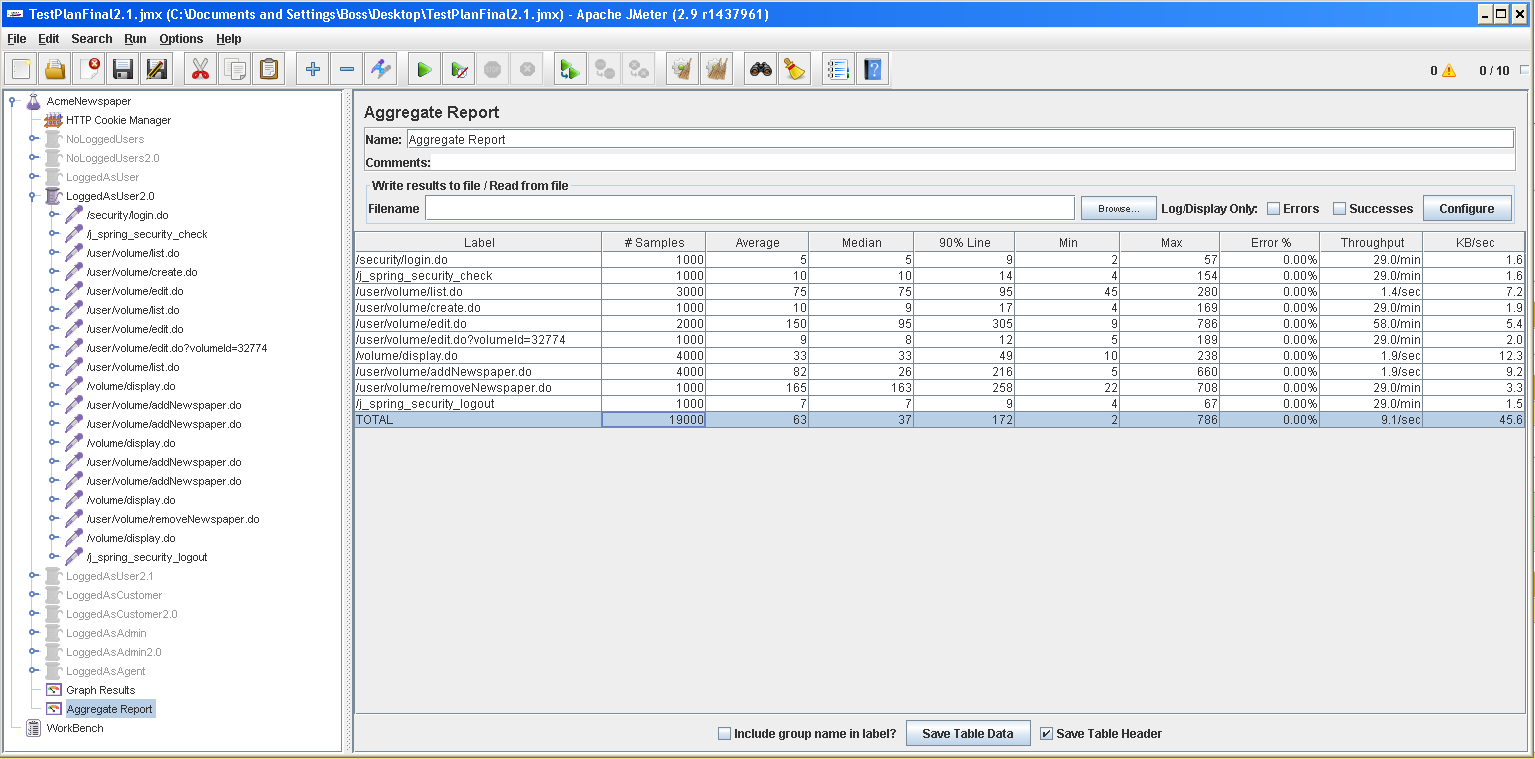 TestPlanFinal2.1.jmx (C:\Documents and Settings\Boss\Desktop\TestPlanFinal2.1.jmx) - Apache JMeter (2.9 r1437961)
File Edit Search Run Options Help
0 0 / 10
AcmeNewspaper
HTTP Cookie Manager
NoLoggedUsers
NoLoggedUsers2.0
LoggedAsUser
LoggedAsUser2.0
/security/login.do
/j_spring_security_check
/user/volume/list.do
/user/volume/create.do
/user/volume/edit.do
/user/volume/list.do
/user/volume/edit.do
/user/volume/edit.do?volumeId=32774
/user/volume/list.do
/volume/display.do
/user/volume/addNewspaper.do
/user/volume/addNewspaper.do
/volume/display.do
/user/volume/addNewspaper.do
/user/volume/addNewspaper.do
/volume/display.do
/user/volume/removeNewspaper.do
/volume/display.do
/j_spring_security_logout
LoggedAsUser2.1
LoggedAsCustomer
LoggedAsCustomer2.0
LoggedAsAdmin
LoggedAsAdmin2.0
LoggedAsAgent
Graph Results
Aggregate Report
WorkBench
Aggregate Report
Name: Aggregate Report
Comments:
Write results to file / Read from file
Filename Browse... Log/Display Only: Errors Successes Configure
Label # Samples Average Median 90% Line Min Max Error % Throughput KB/sec
/security/login.do 1000 5 5 9 2 57 0.00% 29.0/min 1.6
/j_spring_security_check 1000 10 10 14 4 154 0.00% 29.0/min 1.6
/user/volume/list.do 3000 75 75 95 45 280 0.00% 1.4/sec 7.2
/user/volume/create.do 1000 10 9 17 4 169 0.00% 29.0/min 1.9
/user/volume/edit.do 2000 150 95 305 9 786 0.00% 58.0/min 5.4
/user/volume/edit.do?volumeId=32774 1000 9 8 12 5 189 0.00% 29.0/min 2.0
/volume/display.do 4000 33 33 49 10 238 0.00% 1.9/sec 12.3
/user/volume/addNewspaper.do 4000 82 26 216 5 660 0.00% 1.9/sec 9.2
/user/volume/removeNewspaper.do 1000 165 163 258 22 708 0.00% 29.0/min 3.3
/j_spring_security_logout 1000 7 7 9 4 67 0.00% 29.0/min 1.5
TOTAL 19000 63 37 172 2 786 0.00% 9.1/sec 45.6
Include group name in label? Save Table Data Save Table Header